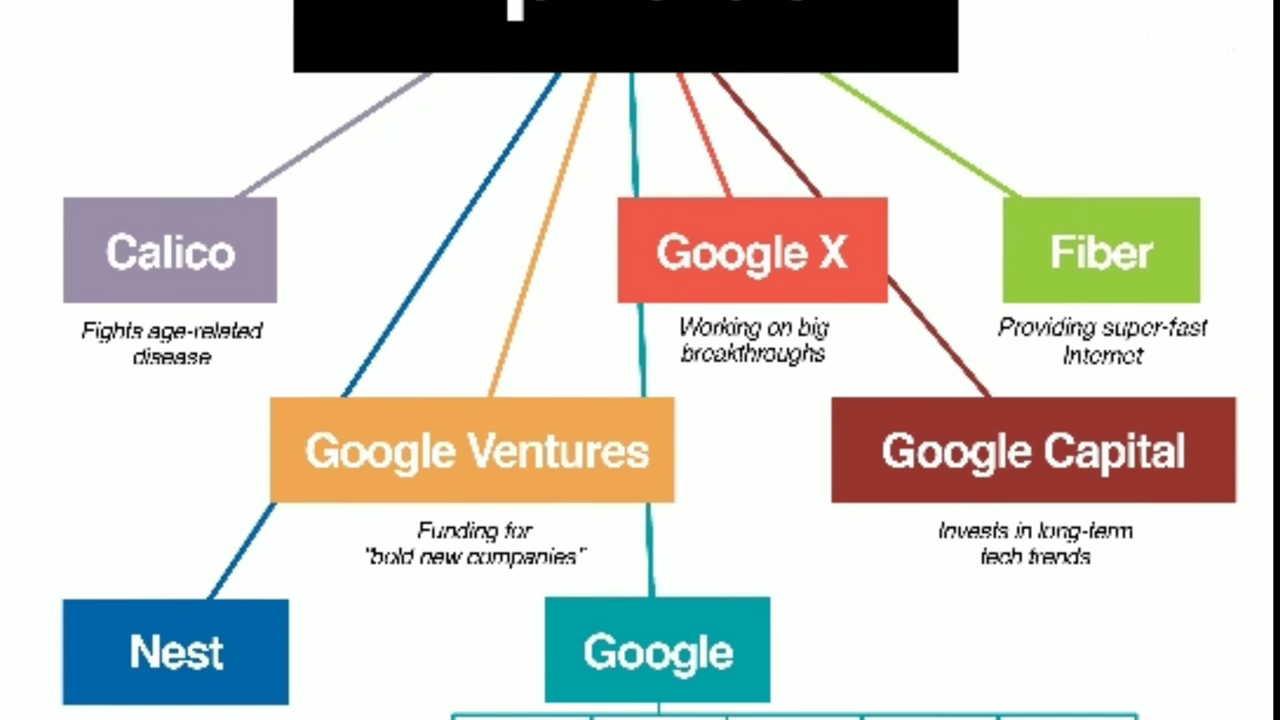 Calico
Google X
Fiber
Fights age-related
disease
Working on big
breakthroughs
Providing super-fast
Internet
Google Ventures
Google Capital
Funding for
"bold new companies"
Invests in long-term
tech trends
Nest
Google